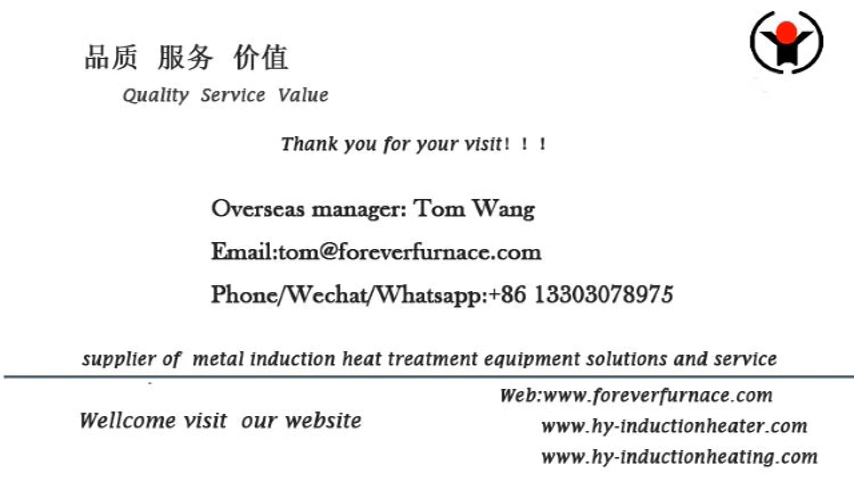 品质 服务 价值
Quality Service Value
Thank you for your visit！！！
Overseas manager: Tom Wang
Email:tom@foreverfurnace.com
Phone/Wechat/Whatsapp:+86 13303078975
supplier of metal induction heat treatment equipment solutions and service
Wellcome visit our website
Web:www.foreverfurnace.com
www.hy-inductionheater.com
www.hy-inductionheating.com